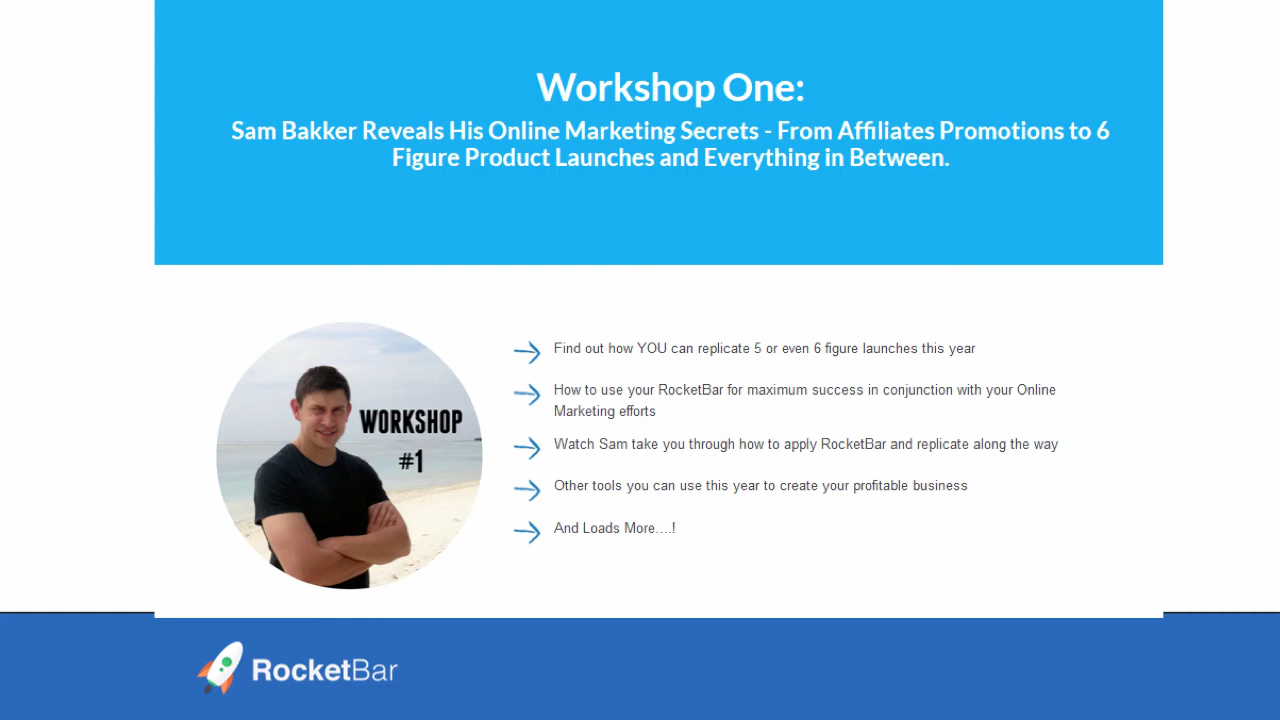 Workshop One:
Sam Bakker Reveals His Online Marketing Secrets - From Affiliates Promotions to 6
Figure Product Launches and Everything in Between.
WORKSHOP
#1
Find out how YOU can replicate 5 or even 6 figure launches this year
How to use your RocketBar for maximum success in conjunction with your Online
Marketing efforts
Watch Sam take you through how to apply RocketBar and replicate along the way
Other tools you can use this year to create your profitable business
And Loads More....!
RocketBar